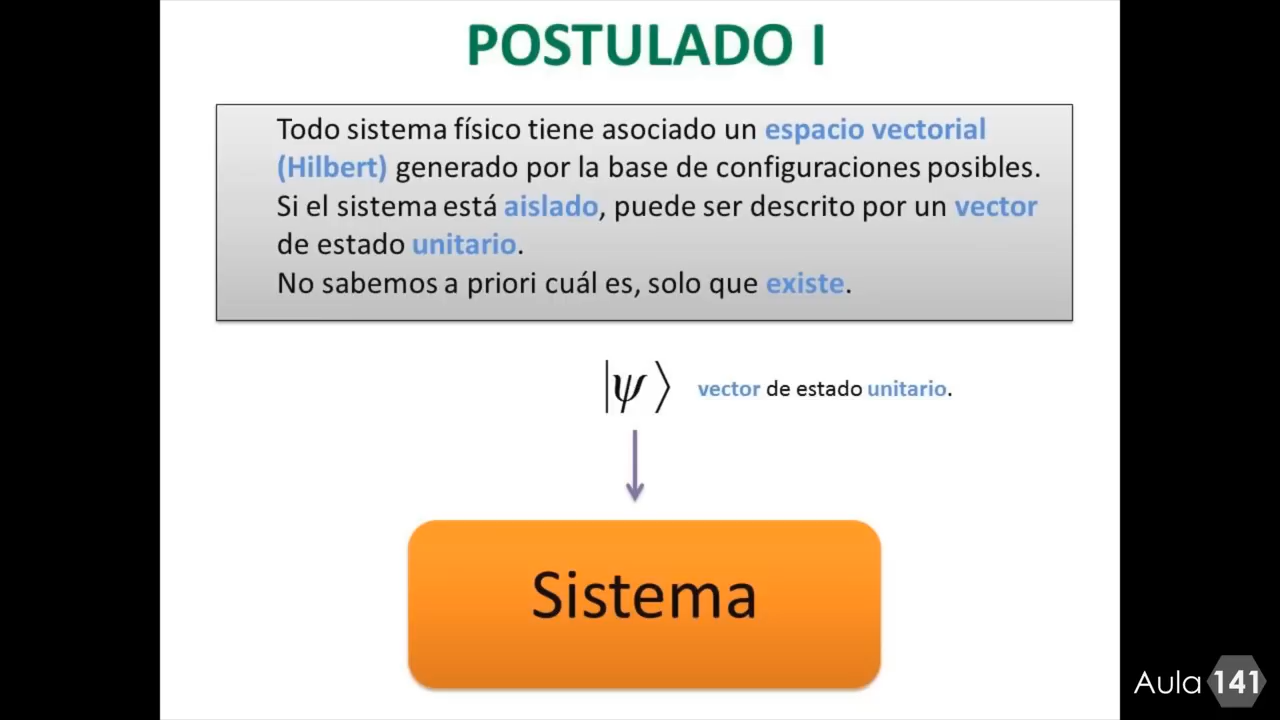 POSTULADO I
Todo sistema físico tiene asociado un espacio vectorial
(Hilbert) generado por la base de configuraciones posibles.
Si el sistema está aislado, puede ser descrito por un vector
de estado unitario.
No sabemos a priori cuál es, solo que existe.
|ψ⟩ vector de estado unitario.
Sistema
Aula 141